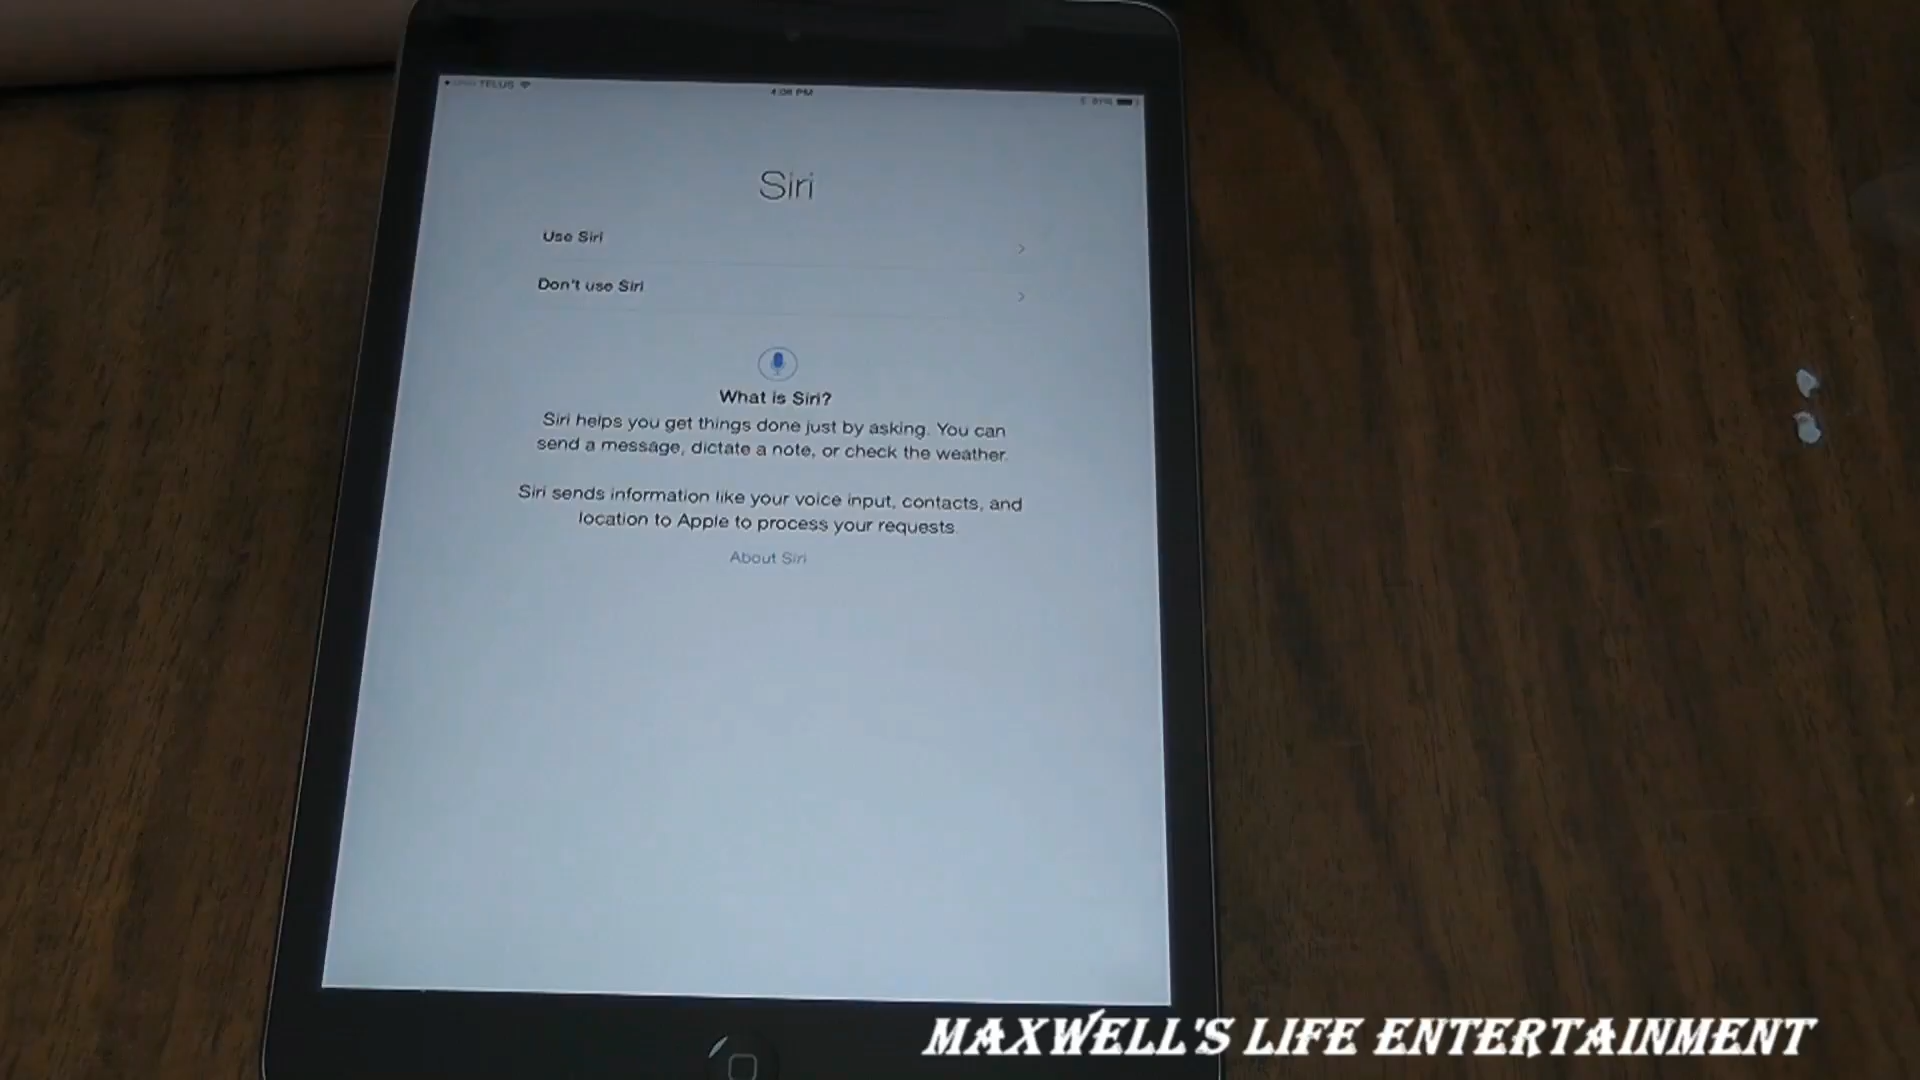 TELUS
4:08 PM
Siri
Use Siri
Don't use Siri
What is Siri?
Siri helps you get things done just by asking. You can
send a message, dictate a note, or check the weather.
Siri sends information like your voice input, contacts, and
location to Apple to process your requests.
About Siri
MAXWELL'S LIFE ENTERTAINMENT